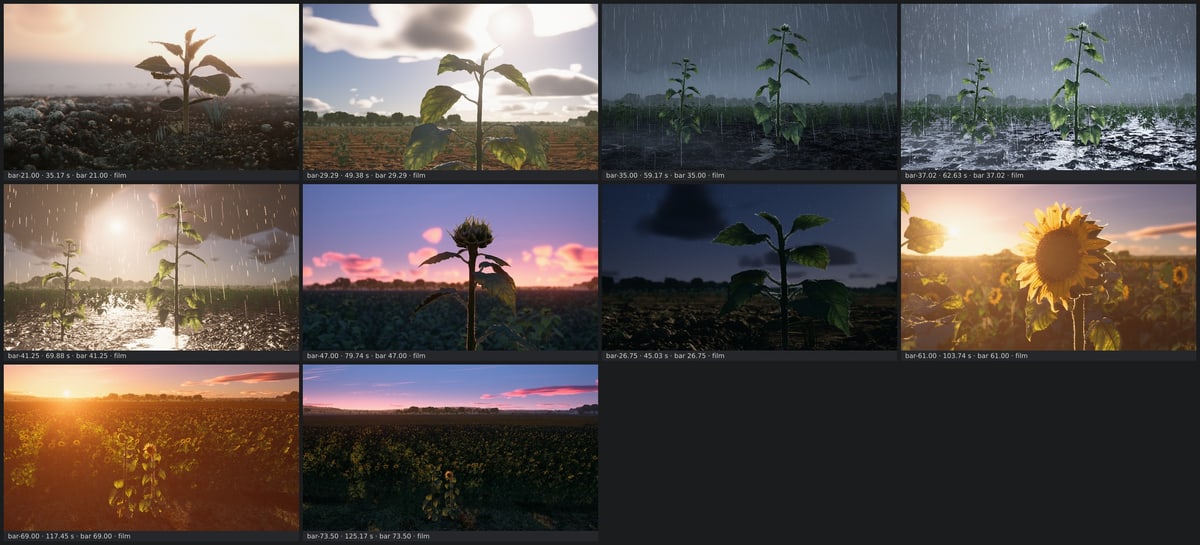 bar-21.00 · 35.17 s · bar 21.00 · film
bar-29.29 · 49.38 s · bar 29.29 · film
bar-35.00 · 59.17 s · bar 35.00 · film
bar-37.02 · 62.63 s · bar 37.02 · film
bar-41.25 · 69.88 s · bar 41.25 · film
bar-47.00 · 79.74 s · bar 47.00 · film
bar-26.75 · 45.03 s · bar 26.75 · film
bar-61.00 · 103.74 s · bar 61.00 · film
bar-69.00 · 117.45 s · bar 69.00 · film
bar-73.50 · 125.17 s · bar 73.50 · film